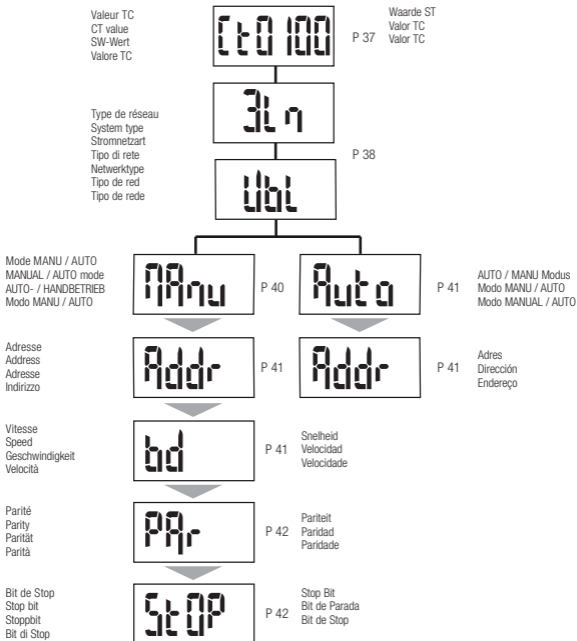 Valeur TC
CT value
SW-Wert
Valore TC
Ct0100
P 37
Waarde ST
Valor TC
Valor TC
Type de réseau
System type
Stromnetzart
Tipo di rete
Netwerktype
Tipo de red
Tipo de rede
3Ln
Ubl
P 38
Mode MANU / AUTO
MANUAL / AUTO mode
AUTO- / HANDBETRIEB
Modo MANU / AUTO
MAnu
P 40
Auto
P 41
AUTO / MANU Modus
Modo MANU / AUTO
Modo MANUAL / AUTO
Adresse
Address
Adresse
Indirizzo
Addr
P 41
Addr
P 41
Adres
Dirección
Endereço
Vitesse
Speed
Geschwindigkeit
Velocità
bd
P 41
Snelheid
Velocidad
Velocidade
Parité
Parity
Parität
Parità
PAr
P 42
Pariteit
Paridad
Paridade
Bit de Stop
Stop bit
Stoppbit
Bit di Stop
StOP
P 42
Stop Bit
Bit de Parada
Bit de Stop